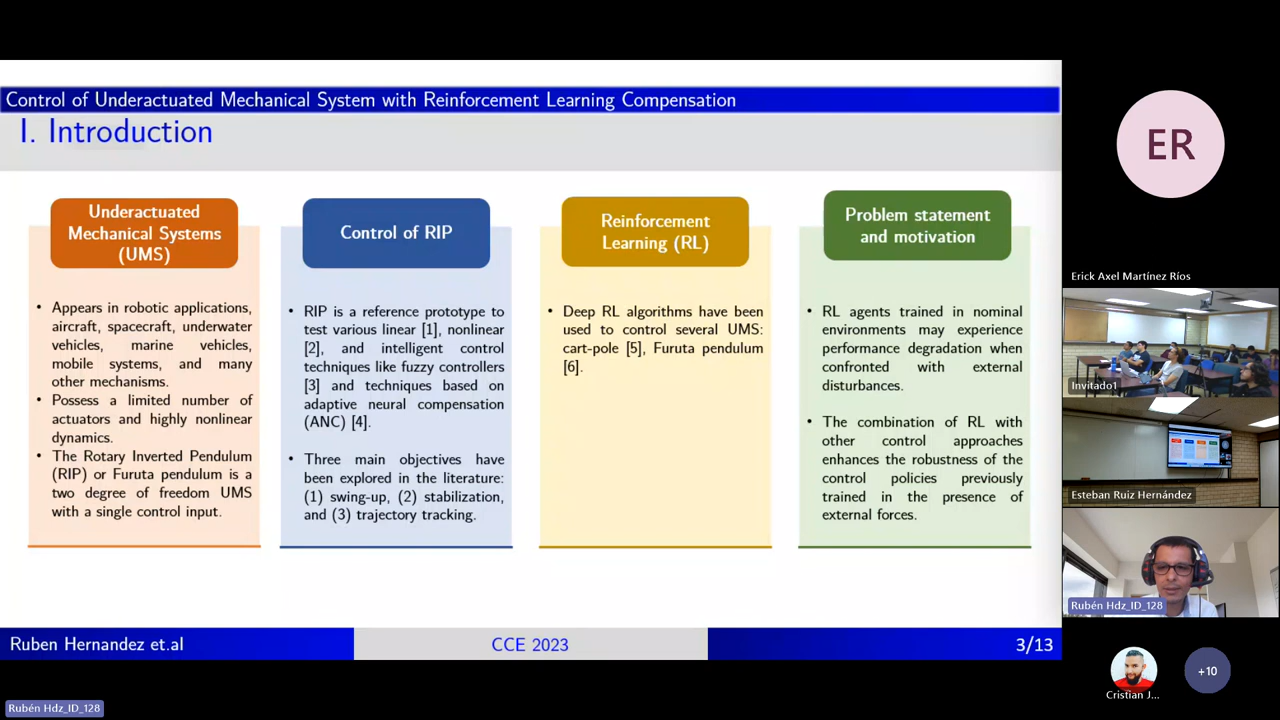 Control of Underactuated Mechanical System with Reinforcement Learning Compensation
I. Introduction
Underactuated
Mechanical Systems
(UMS)
• Appears in robotic applications,
aircraft, spacecraft, underwater
vehicles, marine vehicles,
mobile systems, and many
other mechanisms.
• Possess a limited number of
actuators and highly nonlinear
dynamics.
• The Rotary Inverted Pendulum
(RIP) or Furuta pendulum is a
two degree of freedom UMS
with a single control input.
Control of RIP
• RIP is a reference prototype to
test various linear [1], nonlinear
[2], and intelligent control
techniques like fuzzy controllers
[3] and techniques based on
adaptive neural compensation
(ANC) [4].
• Three main objectives have
been explored in the literature:
(1) swing-up, (2) stabilization,
and (3) trajectory tracking.
Reinforcement
Learning (RL)
• Deep RL algorithms have been
used to control several UMS:
cart-pole [5], Furuta pendulum
[6].
Problem statement
and motivation
• RL agents trained in nominal
environments may experience
performance degradation when
confronted with external
disturbances.
• The combination of RL with
other control approaches
enhances the robustness of the
control policies previously
trained in the presence of
external forces.
Ruben Hernandez et.al
CCE 2023
3/13
ER
Erick Axel Martínez Ríos
Invitado1
Esteban Ruiz Hernández
Rubén Hdz_ID_128
Cristian J...
+10
Rubén Hdz_ID_128